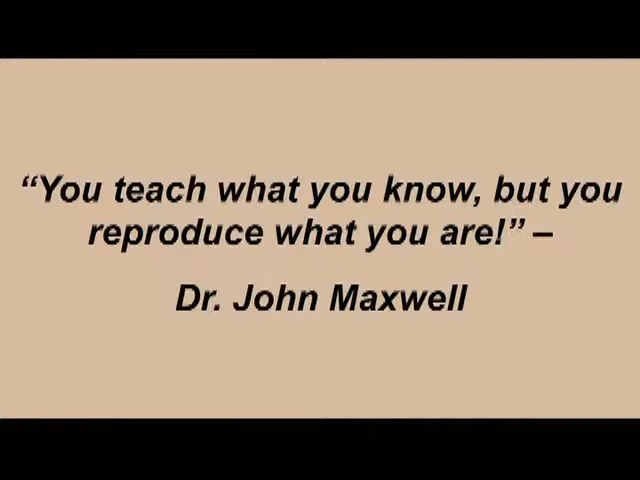 “You teach what you know, but you
reproduce what you are!” –
Dr. John Maxwell